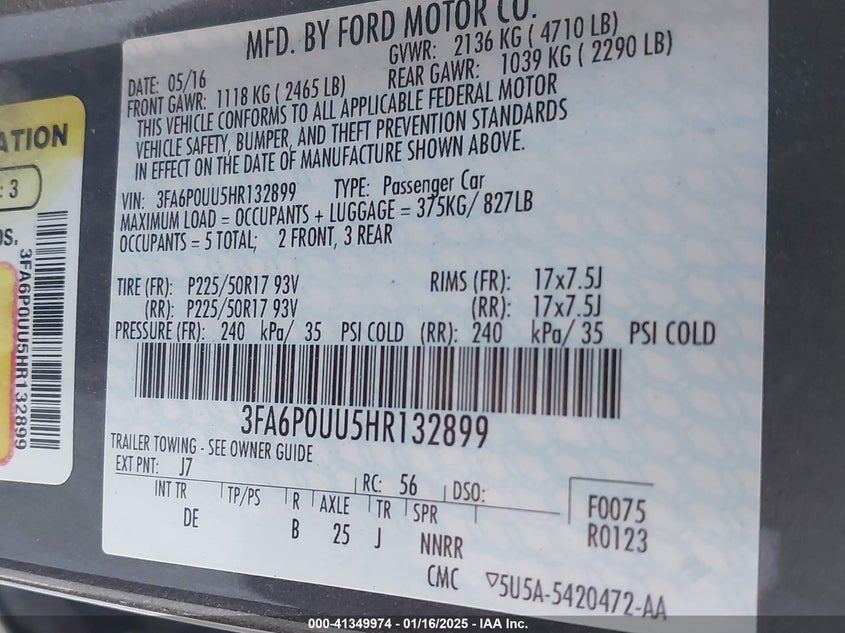 MFD. BY FORD MOTOR CO.
DATE: 05/16 GVWR: 2136 KG ( 4710 LB)
FRONT GAWR: 1118 KG ( 2465 LB) REAR GAWR: 1039 KG ( 2290 LB)
THIS VEHICLE CONFORMS TO ALL APPLICABLE FEDERAL MOTOR
VEHICLE SAFETY, BUMPER, AND THEFT PREVENTION STANDARDS
IN EFFECT ON THE DATE OF MANUFACTURE SHOWN ABOVE.
VIN: 3FA6P0UU5HR132899 TYPE: Passenger Car
MAXIMUM LOAD = OCCUPANTS + LUGGAGE = 375KG/ 827LB
OCCUPANTS = 5 TOTAL; 2 FRONT, 3 REAR
TIRE (FR): P225/50R17 93V RIMS (FR): 17x7.5J
(RR): P225/50R17 93V (RR): 17x7.5J
PRESSURE (FR): 240 kPa/ 35 PSI COLD (RR): 240 kPa/ 35 PSI COLD
3FA6P0UU5HR132899
TRAILER TOWING - SEE OWNER GUIDE
EXT PNT: J7 RC: 56 DSO:
INT TR TP/PS R AXLE TR SPR F0075
DE B 25 J NNRR R0123
CMC ▽5U5A-5420472-AA
ATION
: 3
OS.
3FA6P0UU5HR132899
000-41349974 - 01/16/2025 - IAA Inc.